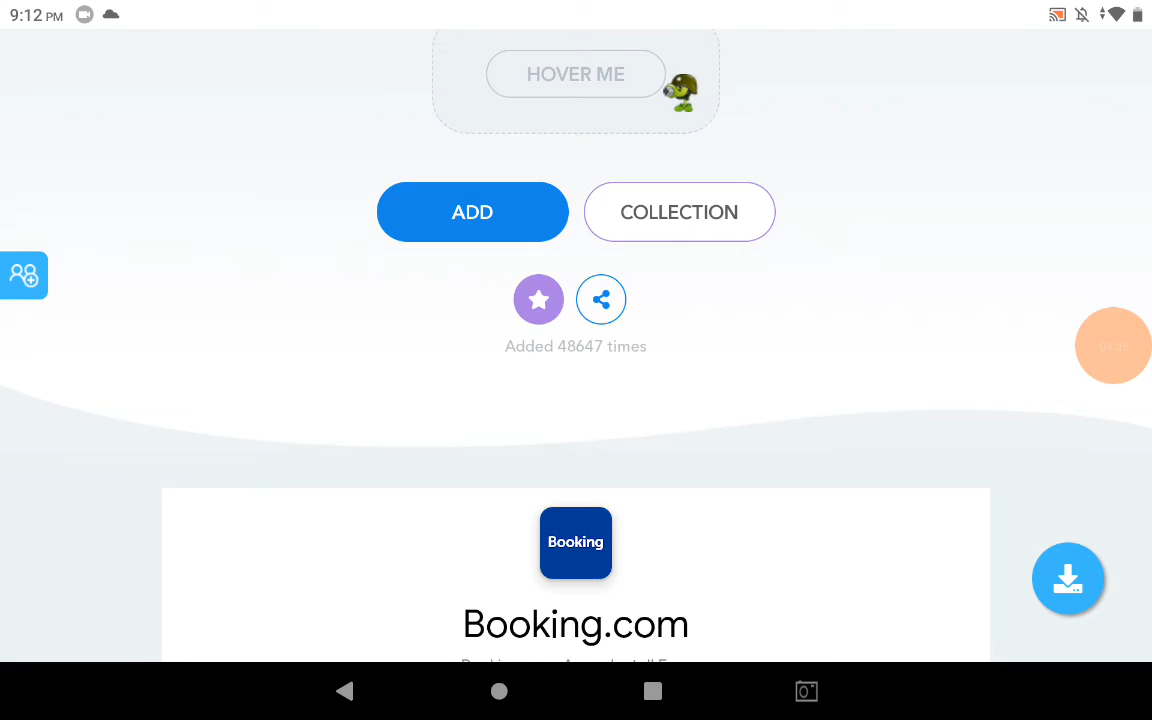 9:12 PM
HOVER ME
ADD
COLLECTION
Added 48647 times
Booking
Booking.com